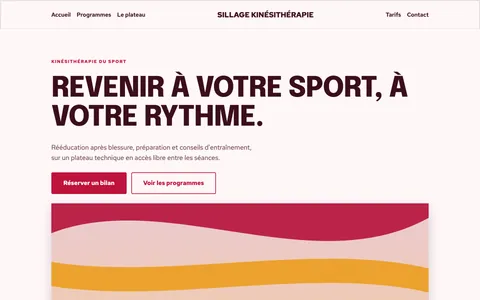 Accueil Programmes Le plateau SILLAGE KINÉSITHÉRAPIE Tarifs Contact
KINÉSITHÉRAPIE DU SPORT
REVENIR À VOTRE SPORT, À
VOTRE RYTHME.
Rééducation après blessure, préparation et conseils d'entraînement,
sur un plateau technique en accès libre entre les séances.
Réserver un bilan Voir les programmes